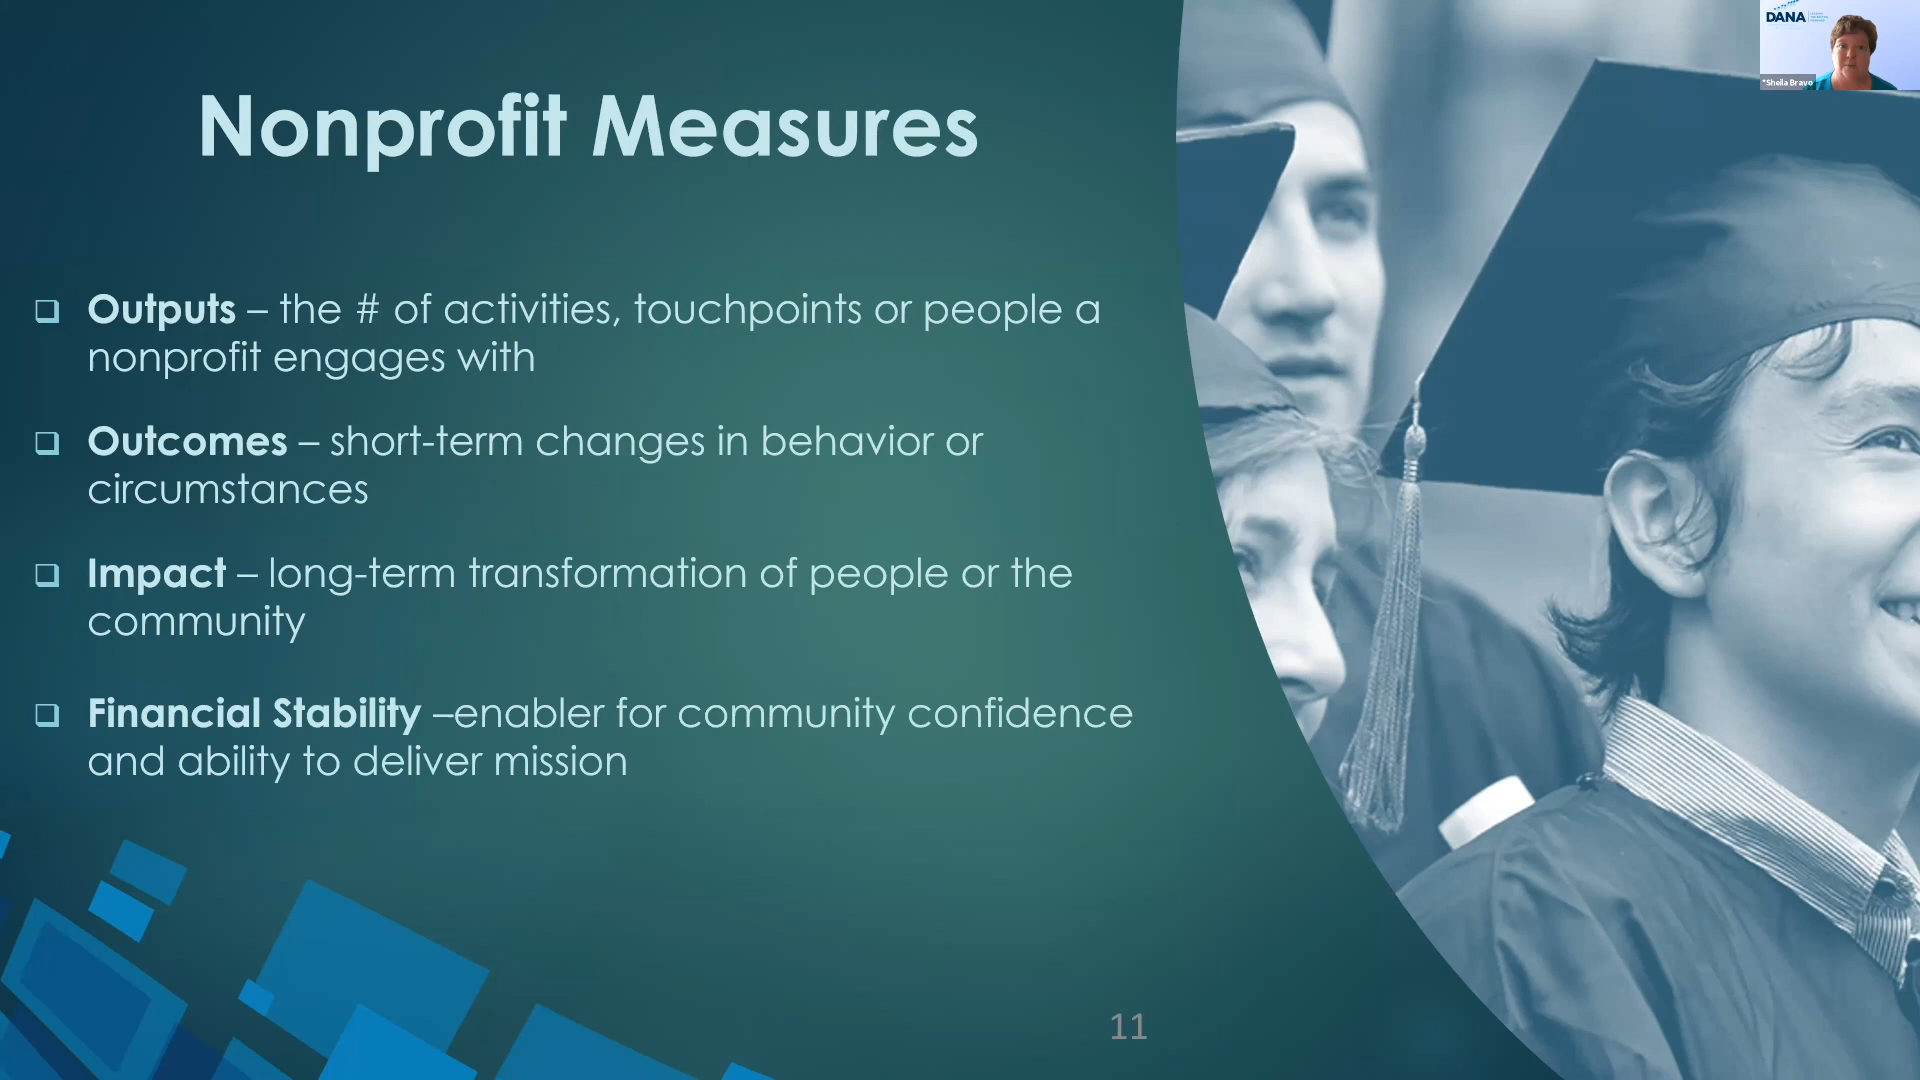 DANA
*Sheila Bravo
Nonprofit Measures
❑ Outputs – the # of activities, touchpoints or people a
nonprofit engages with
❑ Outcomes – short-term changes in behavior or
circumstances
❑ Impact – long-term transformation of people or the
community
❑ Financial Stability –enabler for community confidence
and ability to deliver mission
11